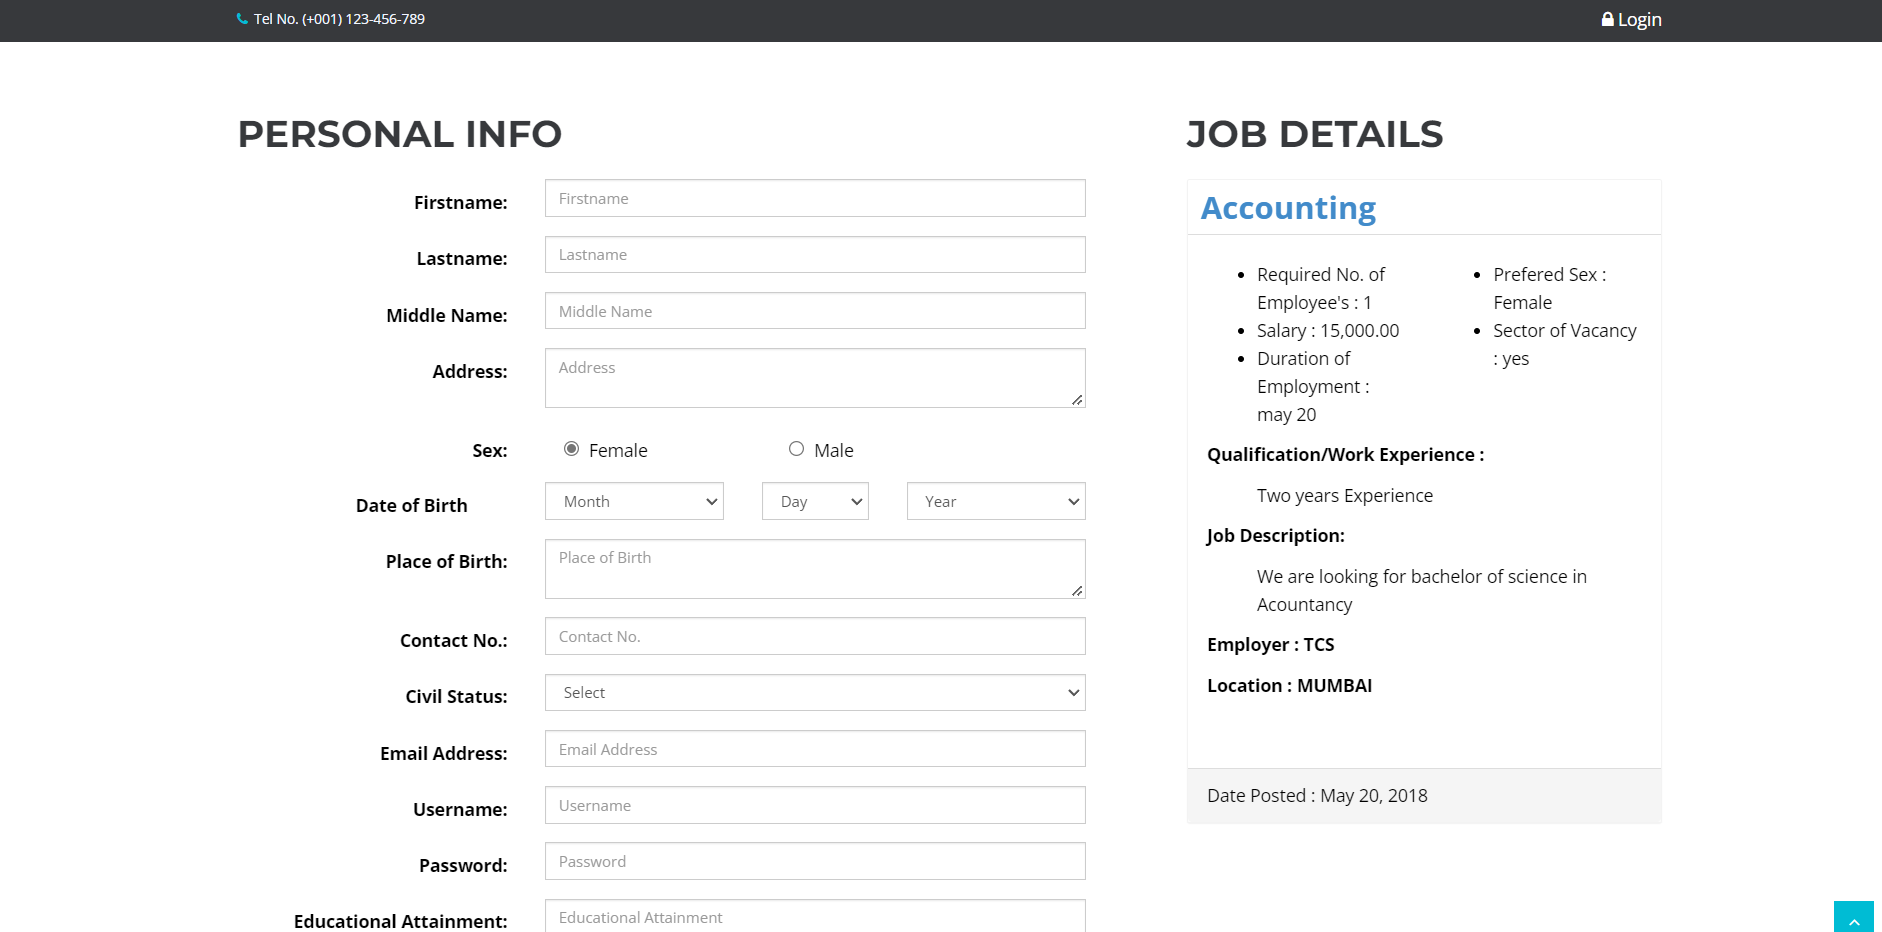 Tel No. (+001) 123-456-789
Login
PERSONAL INFO
Firstname:
Firstname
Lastname:
Lastname
Middle Name:
Middle Name
Address:
Address
Sex:
Female
Male
Date of Birth
Month
Day
Year
Place of Birth:
Place of Birth
Contact No.:
Contact No.
Civil Status:
Select
Email Address:
Email Address
Username:
Username
Password:
Password
Educational Attainment:
Educational Attainment
JOB DETAILS
Accounting
Required No. of
Employee's : 1
Salary : 15,000.00
Duration of
Employment :
may 20
Prefered Sex :
Female
Sector of Vacancy
: yes
Qualification/Work Experience :
Two years Experience
Job Description:
We are looking for bachelor of science in
Acountancy
Employer : TCS
Location : MUMBAI
Date Posted : May 20, 2018